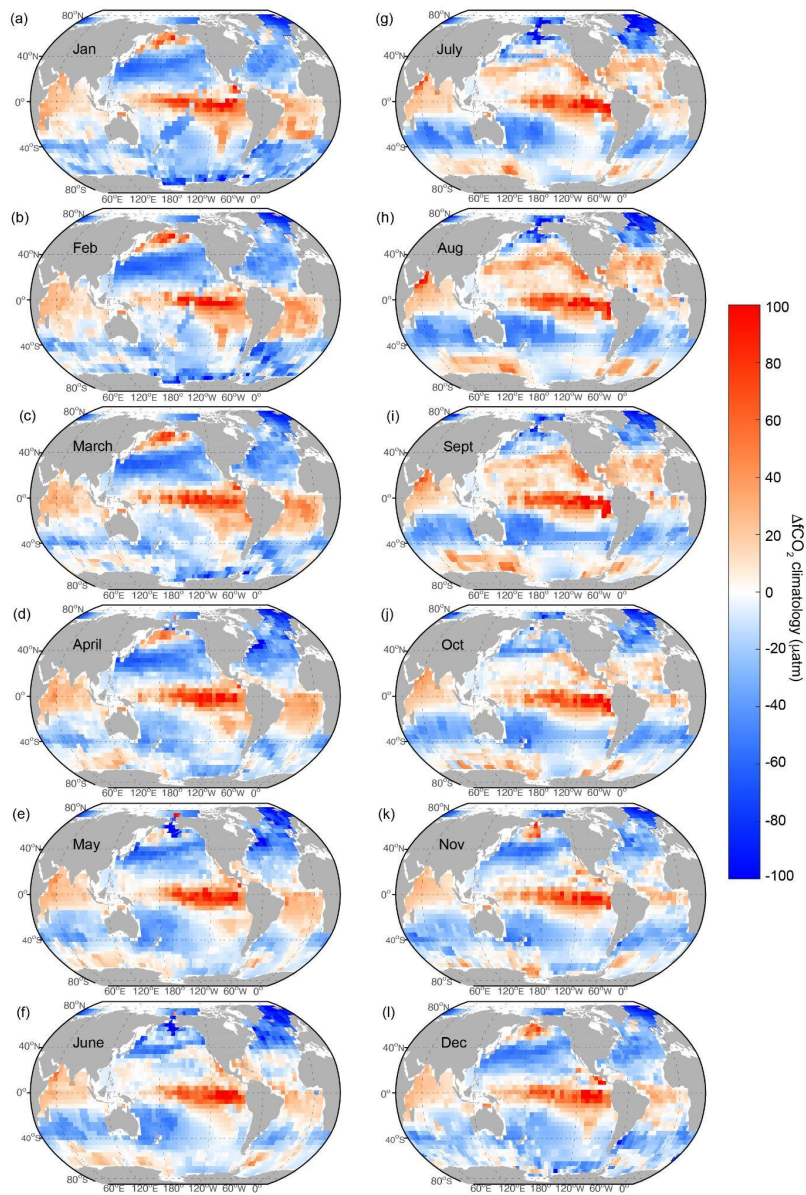 (a)
Jan
80°N
40°N
0°
40°S
80°S
60°E 120°E 180°W 120°W 60°W 0°
(b)
Feb
80°N
40°N
0°
40°S
80°S
60°E 120°E 180°W 120°W 60°W 0°
(c)
March
80°N
40°N
0°
40°S
80°S
60°E 120°E 180°W 120°W 60°W 0°
(d)
April
80°N
40°N
0°
40°S
80°S
60°E 120°E 180°W 120°W 60°W 0°
(e)
May
80°N
40°N
0°
40°S
80°S
60°E 120°E 180°W 120°W 60°W 0°
(f)
June
80°N
40°N
0°
40°S
80°S
60°E 120°E 180°W 120°W 60°W 0°
(g)
July
80°N
40°N
0°
40°S
80°S
60°E 120°E 180°W 120°W 60°W 0°
(h)
Aug
80°N
40°N
0°
40°S
80°S
60°E 120°E 180°W 120°W 60°W 0°
(i)
Sept
80°N
40°N
0°
40°S
80°S
60°E 120°E 180°W 120°W 60°W 0°
(j)
Oct
80°N
40°N
0°
40°S
80°S
60°E 120°E 180°W 120°W 60°W 0°
(k)
Nov
80°N
40°N
0°
40°S
80°S
60°E 120°E 180°W 120°W 60°W 0°
(l)
Dec
80°N
40°N
0°
40°S
80°S
60°E 120°E 180°W 120°W 60°W 0°
100
80
60
40
20
0
-20
-40
-60
-80
-100
ΔfCO₂ climatology (µatm)